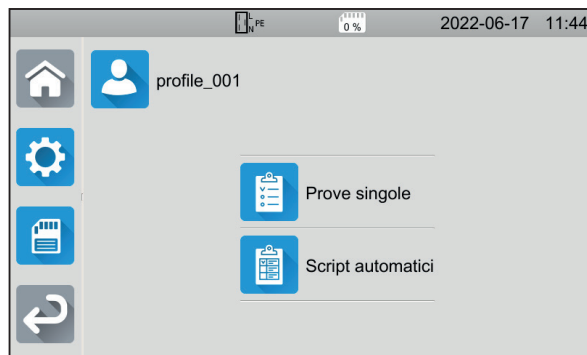 L PE
N
0 %
2022-06-17 11:44
profile_001
Prove singole
Script automatici